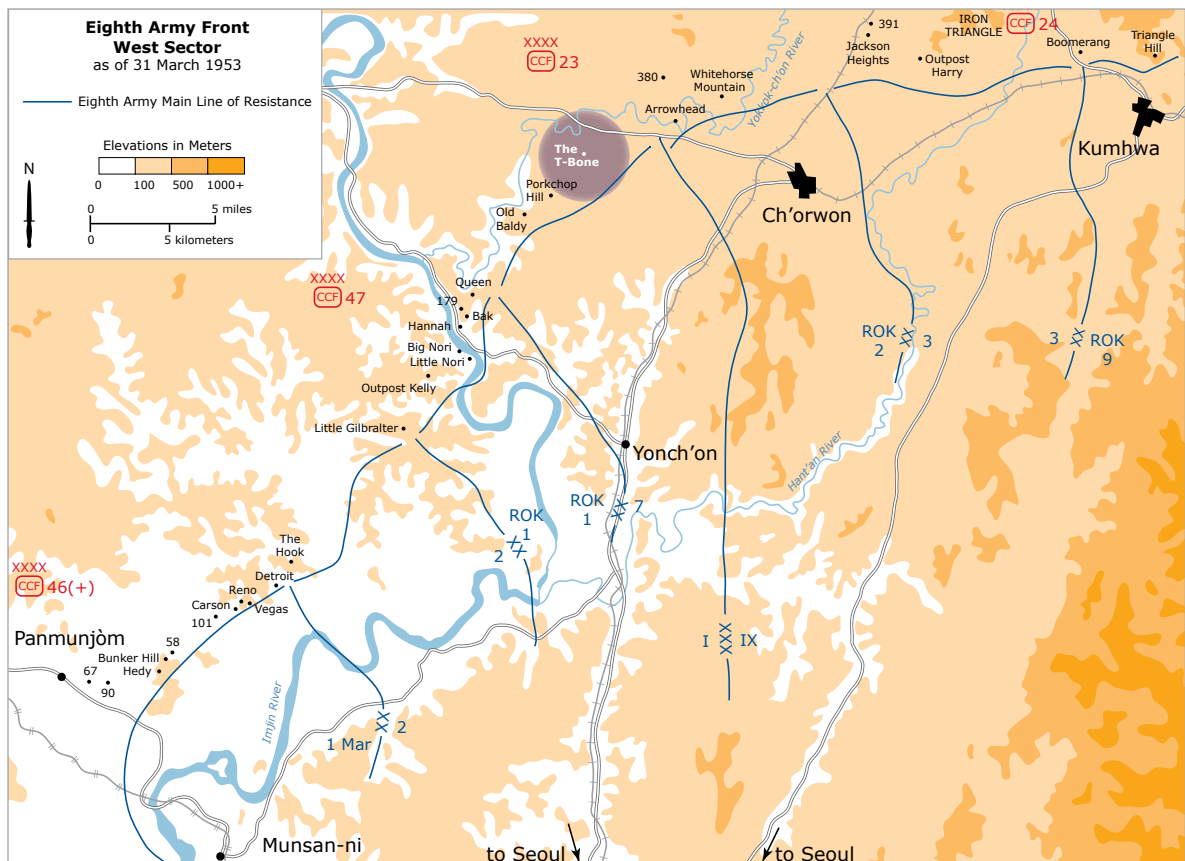 Eighth Army Front
West Sector
as of 31 March 1953
Eighth Army Main Line of Resistance
Elevations in Meters
0 100 500 1000+
0 5 miles
0 5 kilometers
N
XXXX
CCF 23
CCF 24
IRON
TRIANGLE
391
Jackson
Heights
Outpost
Harry
Boomerang
Triangle
Hill
380
Whitehorse
Mountain
Arrowhead
Yokkok-ch'on River
The
T-Bone
Porkchop
Hill
Old
Baldy
Ch'orwon
Kumhwa
XXXX
CCF 47
Queen
179
Bak
Hannah
Big Nori
Little Nori
Outpost Kelly
Little Gilbralter
ROK
2 XX 3
3 XX ROK
9
Yonch'on
Hant'an River
ROK
1 XX 7
ROK
1
2 XX
The
Hook
Detroit
Reno
Carson
Vegas
101
XXXX
CCF 46(+)
Panmunjòm
58
Bunker Hill
Hedy
67
90
I XXX IX
Imjin River
XX 2
1 Mar
Munsan-ni
to Seoul
to Seoul